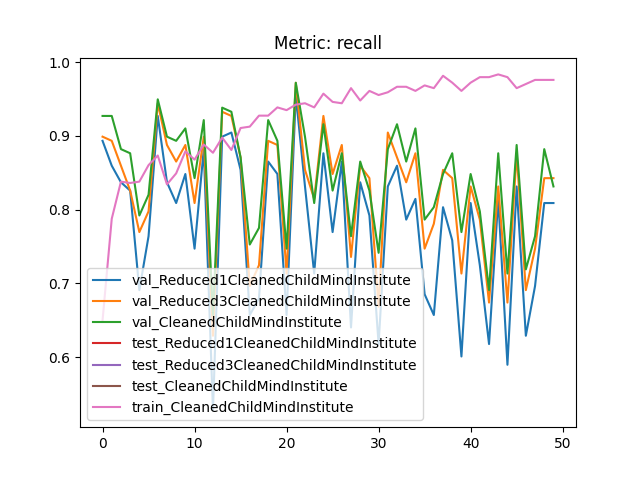 Metric: recall
1.0
0.9
0.8
0.7
0.6
val_Reduced1CleanedChildMindInstitute
val_Reduced3CleanedChildMindInstitute
val_CleanedChildMindInstitute
test_Reduced1CleanedChildMindInstitute
test_Reduced3CleanedChildMindInstitute
test_CleanedChildMindInstitute
train_CleanedChildMindInstitute
0 10 20 30 40 50